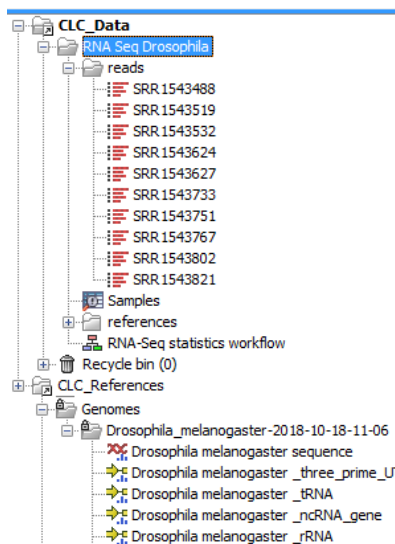 CLC_Data
RNA Seq Drosophila
reads
SRR1543488
SRR1543519
SRR1543532
SRR1543624
SRR1543627
SRR1543733
SRR1543751
SRR1543767
SRR1543802
SRR1543821
Samples
references
RNA-Seq statistics workflow
Recycle bin (0)
CLC_References
Genomes
Drosophila_melanogaster-2018-10-18-11-06
Drosophila melanogaster sequence
Drosophila melanogaster _three_prime_UT
Drosophila melanogaster _tRNA
Drosophila melanogaster _ncRNA_gene
Drosophila melanogaster _rRNA